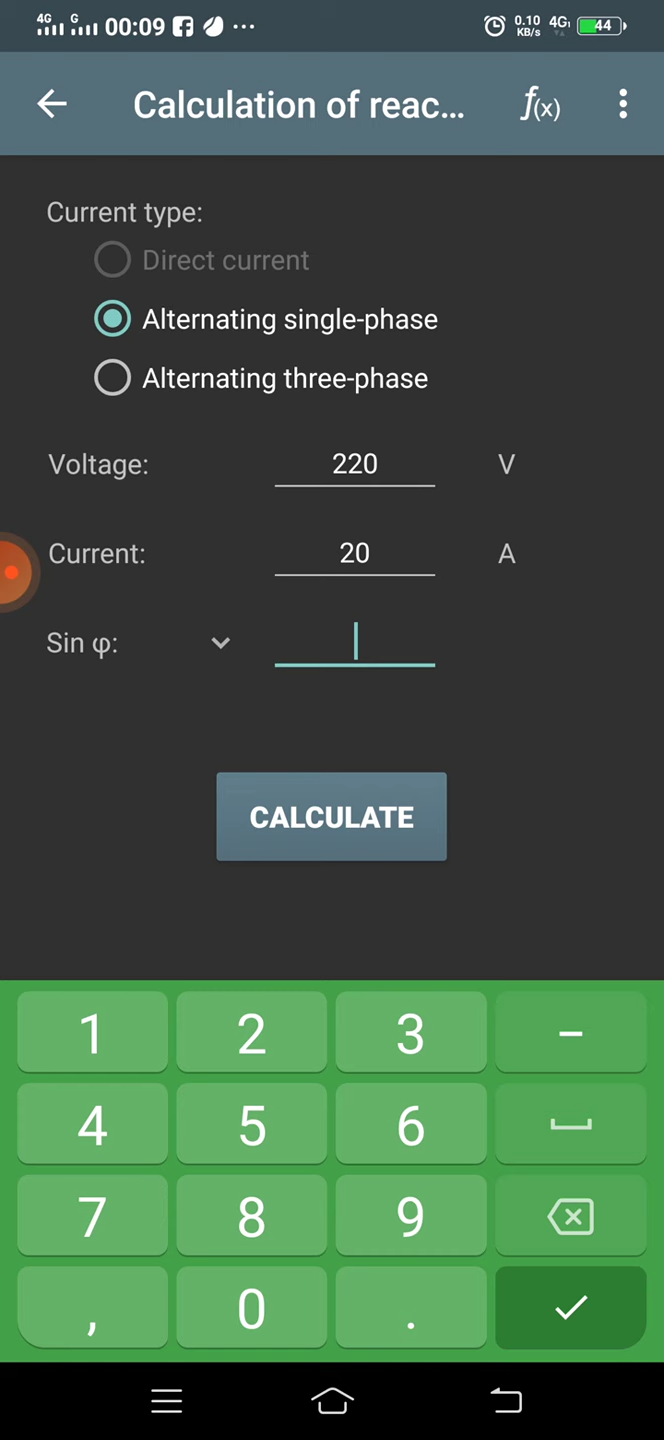 4G G 00:09 ... 0.10 KB/s 4G 44
Calculation of reac... f(x)
Current type:
Direct current
Alternating single-phase
Alternating three-phase
Voltage: 220 V
Current: 20 A
Sin φ:
CALCULATE
1 2 3 –
4 5 6
7 8 9
, 0 .